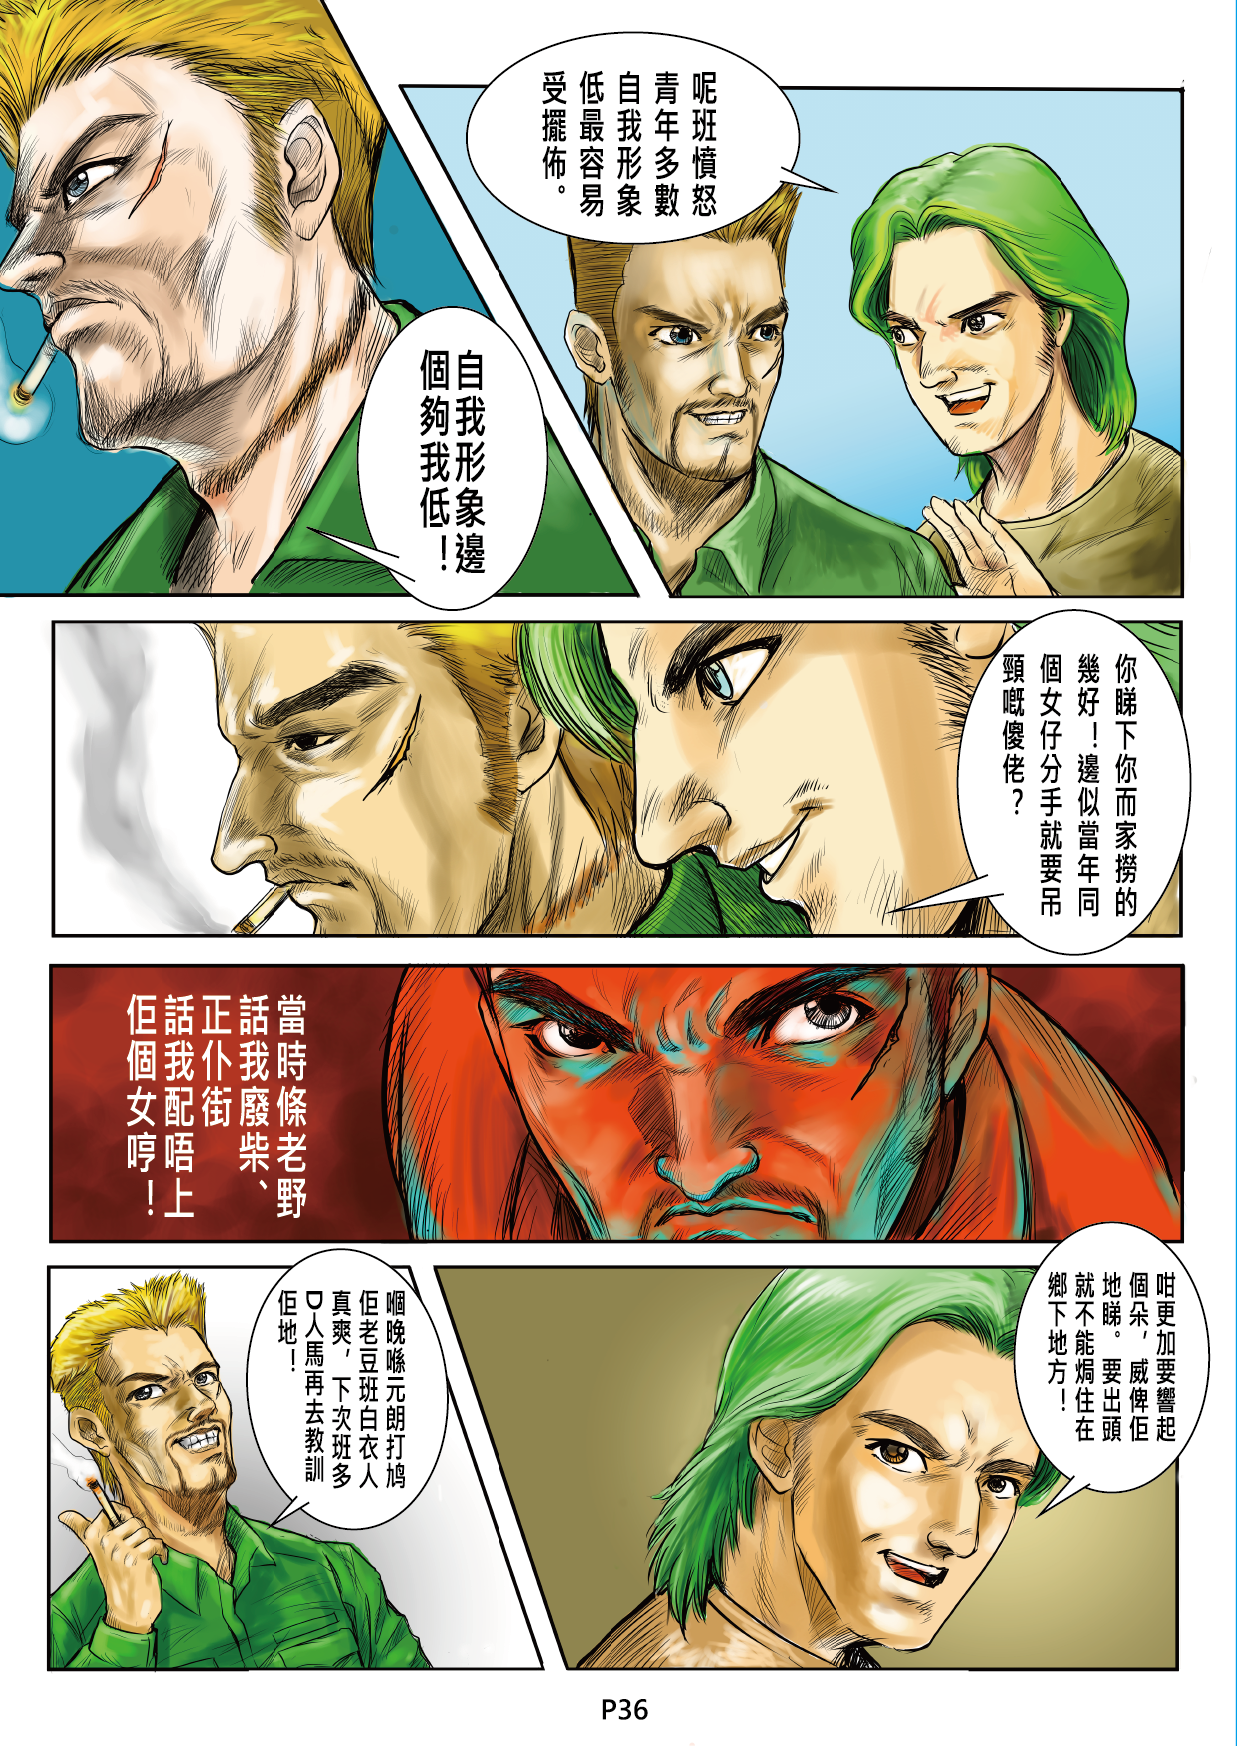 呢班憤怒
青年多數
自我形象
低最容易
受擺佈。
自我形象邊
個夠我低！
你睇下你而家撈的
幾好！邊似當年同
個女仔分手就要吊
頸嘅傻佬？
當時條老野
話我廢柴、
正仆街
話我配唔上
佢個女哼！
咁更加要響起
個朵，威俾佢
地睇。要出頭
就不能焗住在
鄉下地方！
嗰晚喺元朗打鳩
佢老豆班白衣人
真爽，下次班多
D人馬再去教訓
佢地！
P36